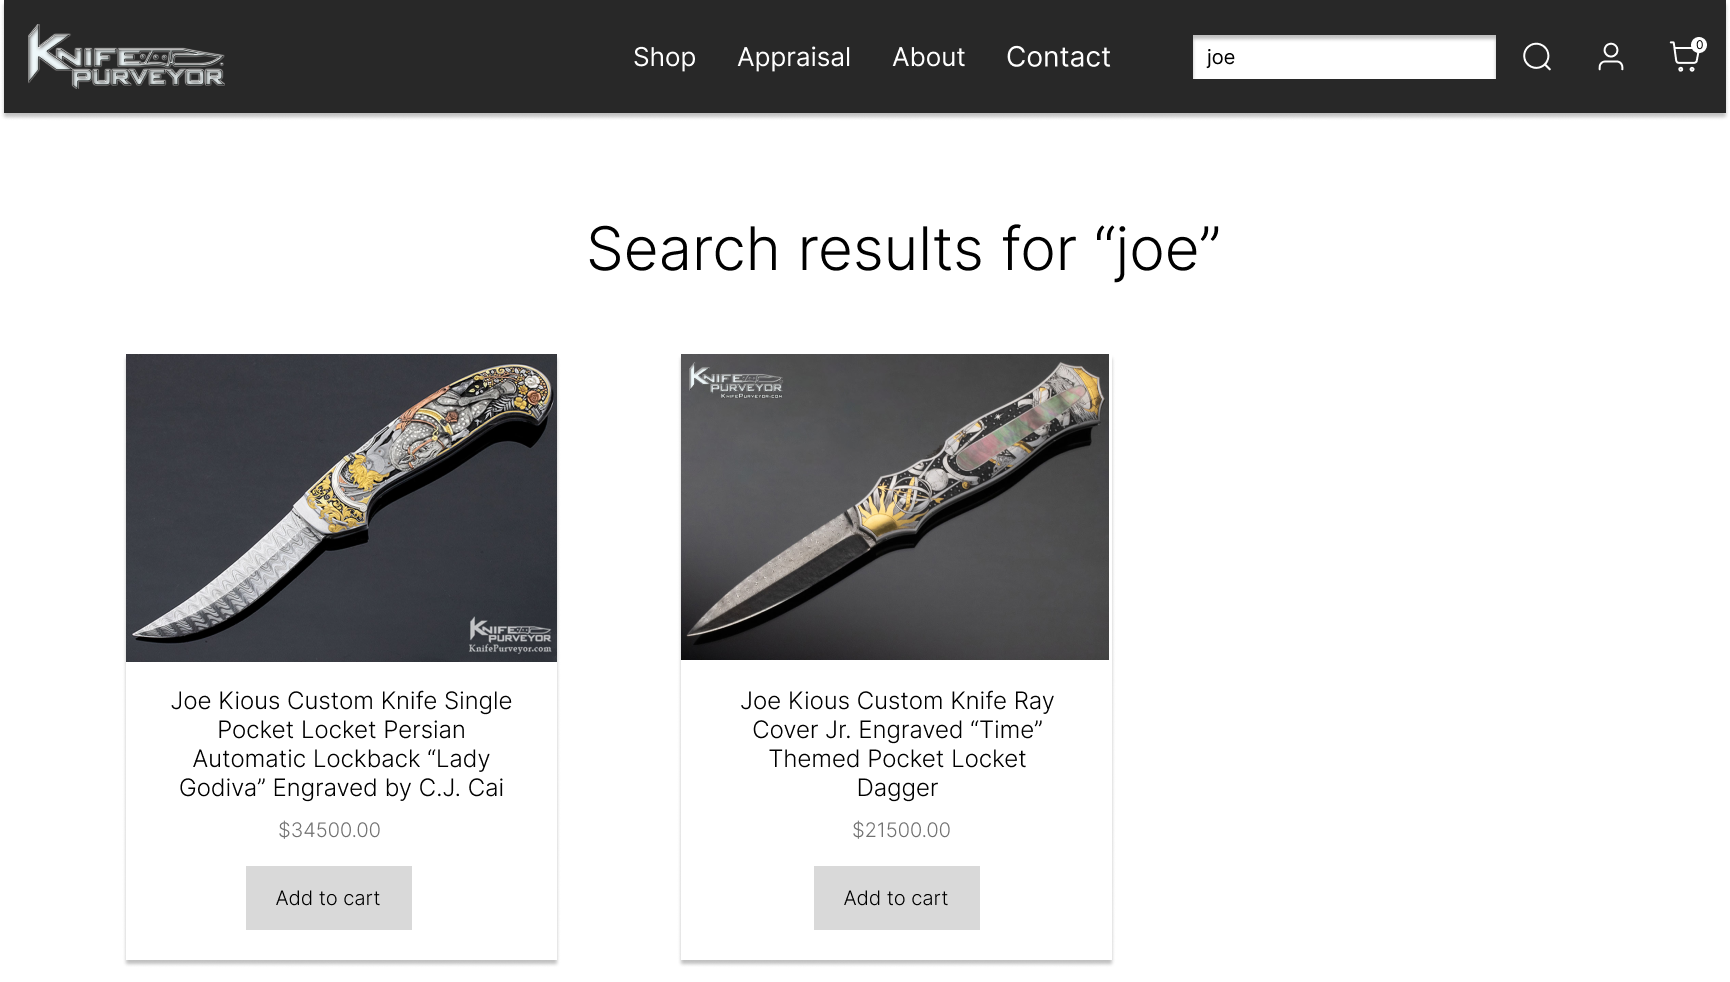 KNIFE
PURVEYOR
Shop
Appraisal
About
Contact
joe
0
Search results for “joe”
KNIFE
PURVEYOR
KnifePurveyor.com
Joe Kious Custom Knife Single
Pocket Locket Persian
Automatic Lockback “Lady
Godiva” Engraved by C.J. Cai
$34500.00
Add to cart
KNIFE
PURVEYOR
KNIFEPURVEYOR.COM
Joe Kious Custom Knife Ray
Cover Jr. Engraved “Time”
Themed Pocket Locket
Dagger
$21500.00
Add to cart